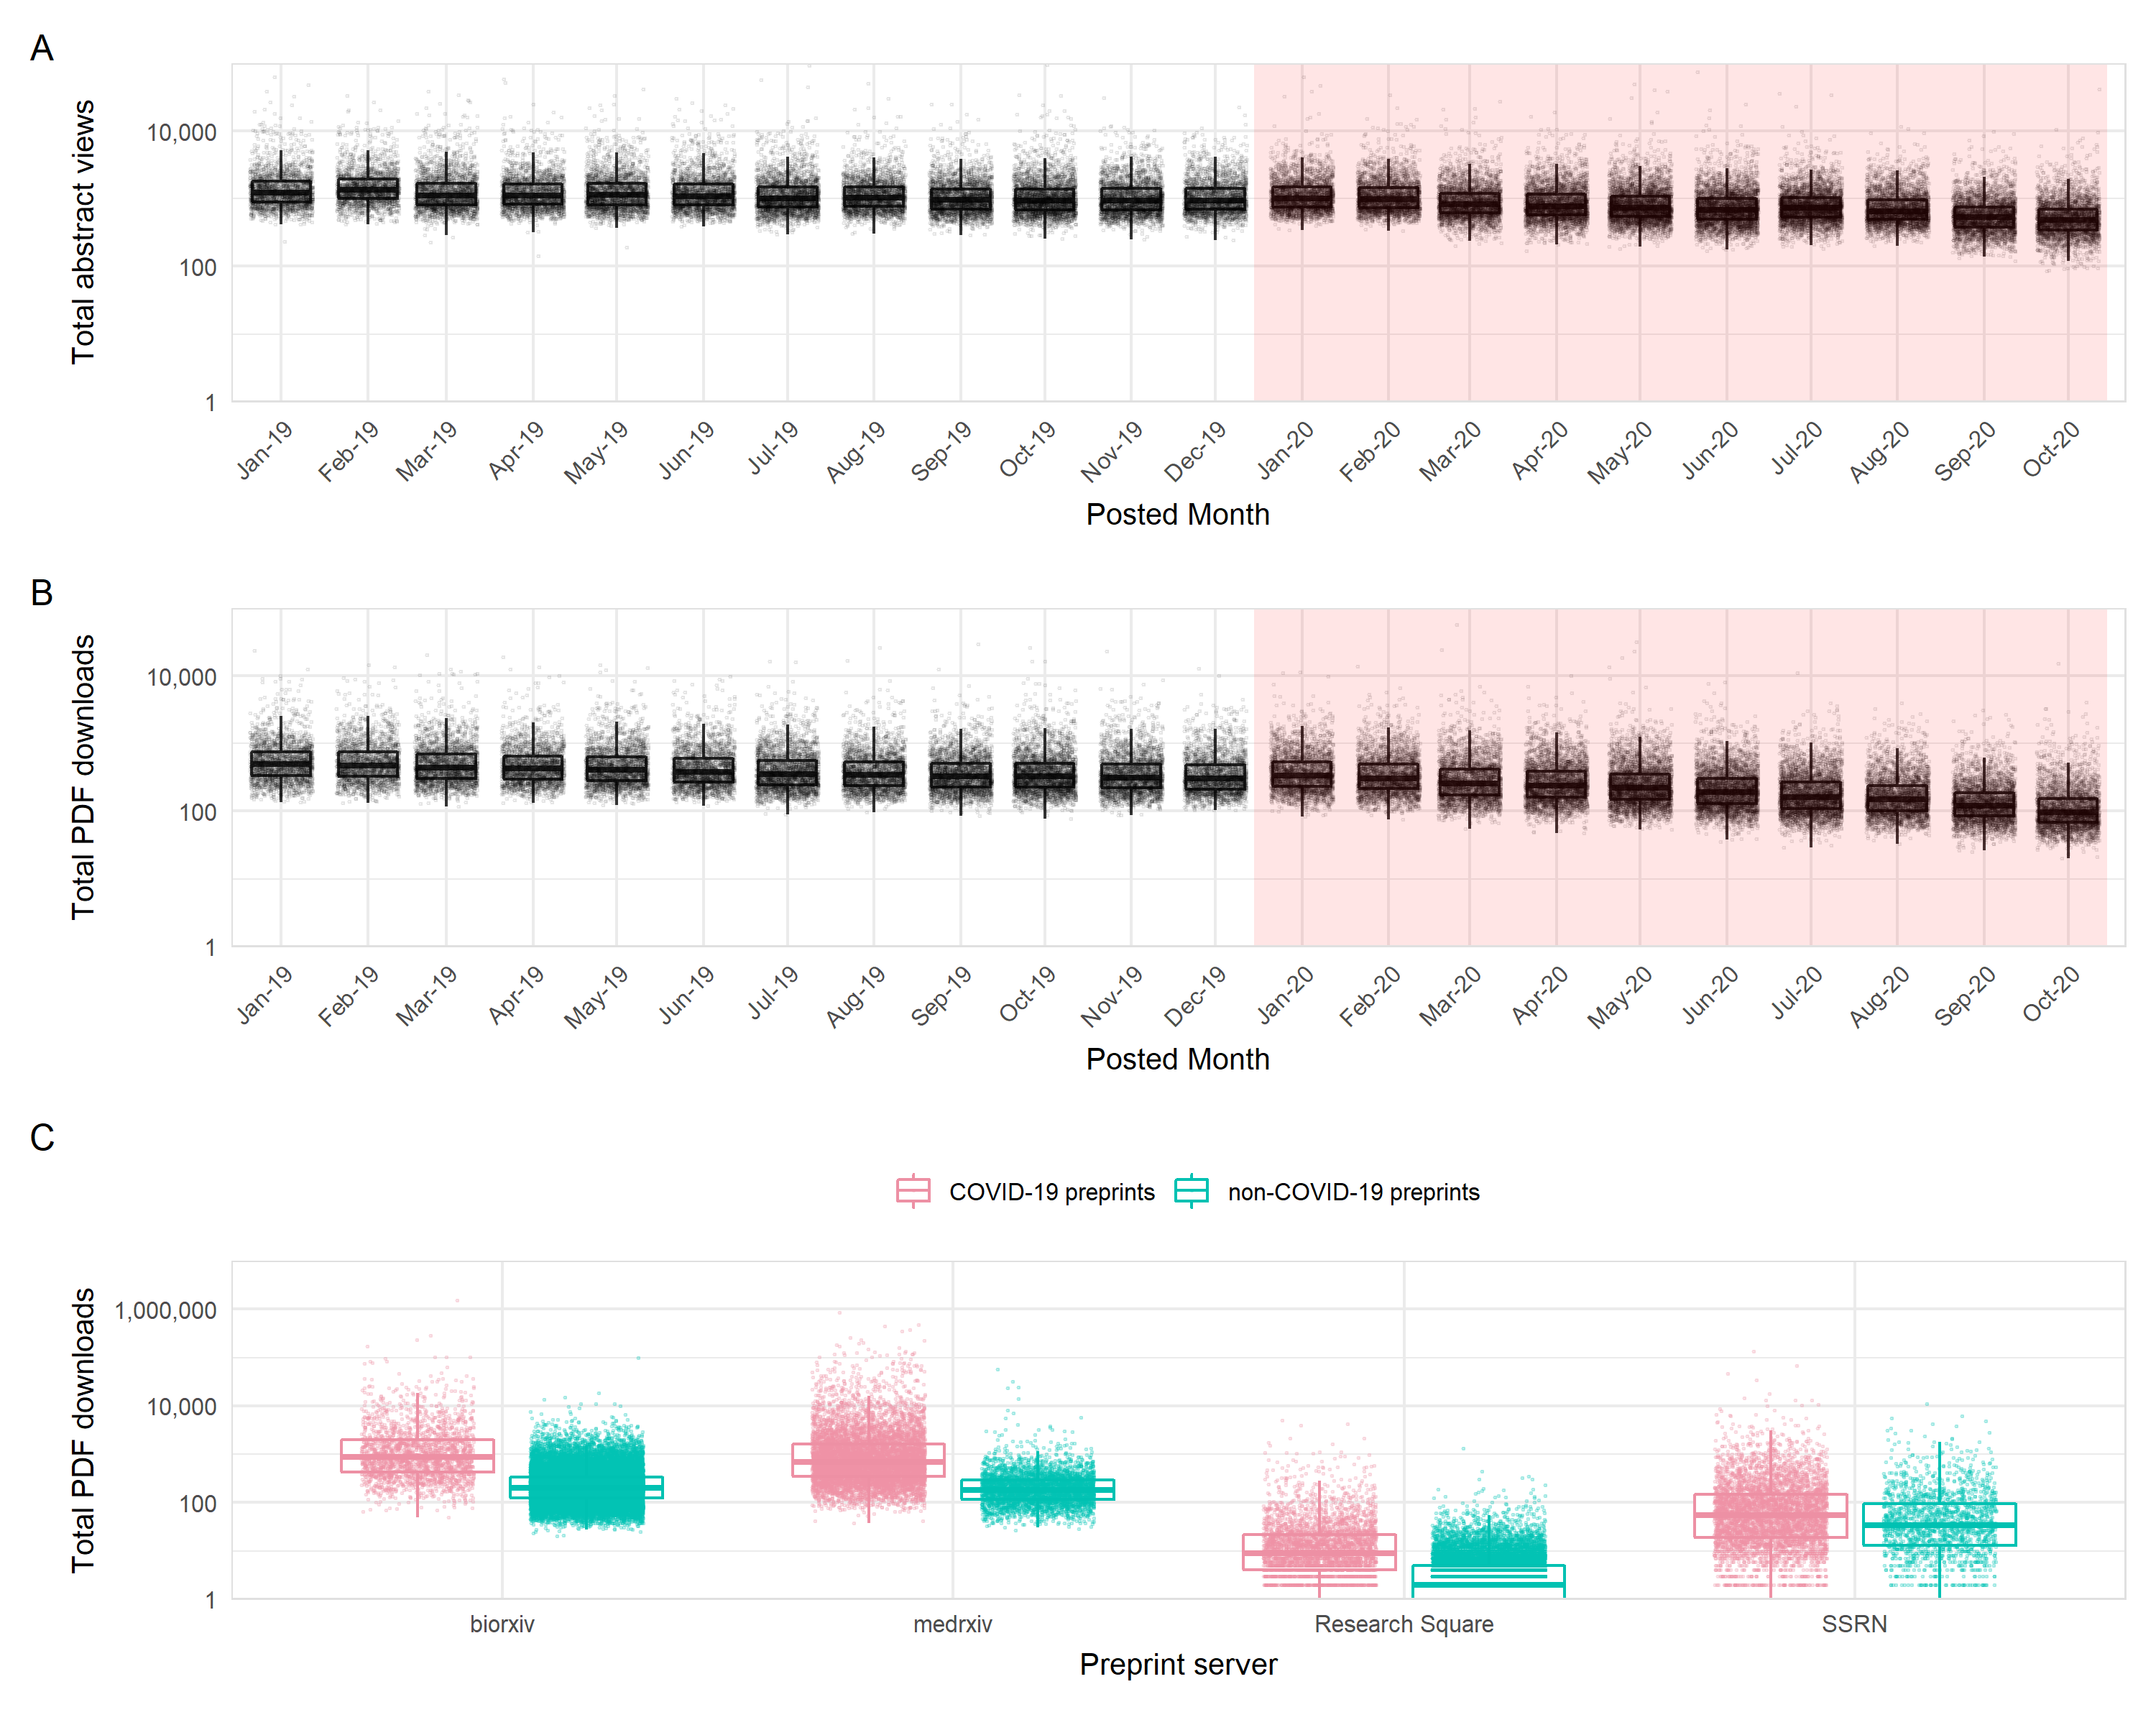 A
Total abstract views
10,000
100
1
Jan-19 Feb-19 Mar-19 Apr-19 May-19 Jun-19 Jul-19 Aug-19 Sep-19 Oct-19 Nov-19 Dec-19 Jan-20 Feb-20 Mar-20 Apr-20 May-20 Jun-20 Jul-20 Aug-20 Sep-20 Oct-20
Posted Month
B
Total PDF downloads
10,000
100
1
Jan-19 Feb-19 Mar-19 Apr-19 May-19 Jun-19 Jul-19 Aug-19 Sep-19 Oct-19 Nov-19 Dec-19 Jan-20 Feb-20 Mar-20 Apr-20 May-20 Jun-20 Jul-20 Aug-20 Sep-20 Oct-20
Posted Month
C
COVID-19 preprints non-COVID-19 preprints
Total PDF downloads
1,000,000
10,000
100
1
biorxiv medrxiv Research Square SSRN
Preprint server